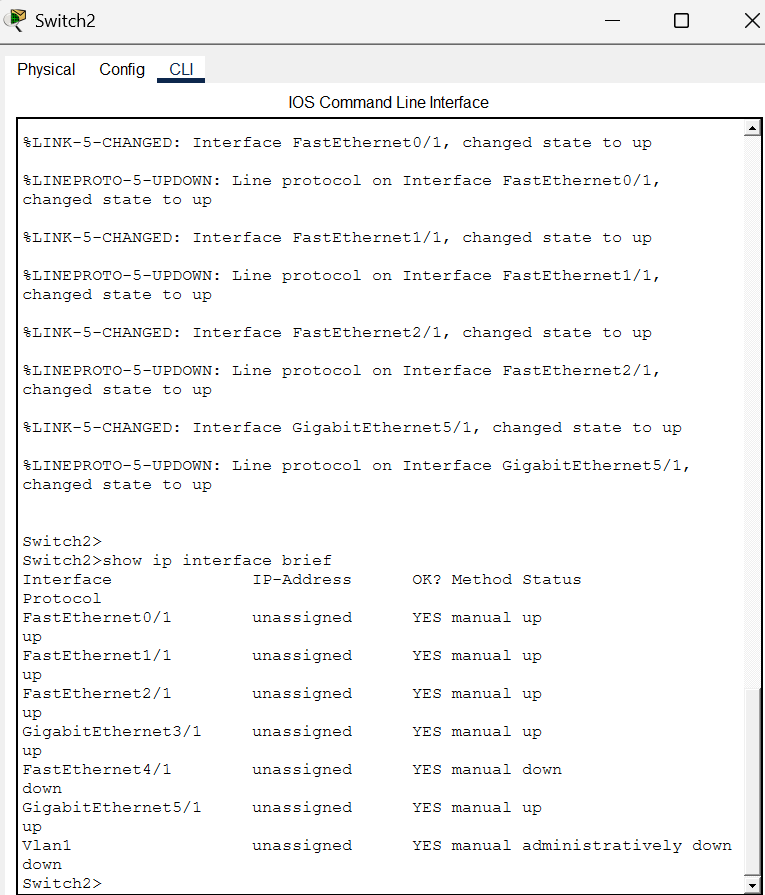 Switch2
Physical Config CLI
IOS Command Line Interface
%LINK-5-CHANGED: Interface FastEthernet0/1, changed state to up
%LINEPROTO-5-UPDOWN: Line protocol on Interface FastEthernet0/1,
changed state to up
%LINK-5-CHANGED: Interface FastEthernet1/1, changed state to up
%LINEPROTO-5-UPDOWN: Line protocol on Interface FastEthernet1/1,
changed state to up
%LINK-5-CHANGED: Interface FastEthernet2/1, changed state to up
%LINEPROTO-5-UPDOWN: Line protocol on Interface FastEthernet2/1,
changed state to up
%LINK-5-CHANGED: Interface GigabitEthernet5/1, changed state to up
%LINEPROTO-5-UPDOWN: Line protocol on Interface GigabitEthernet5/1,
changed state to up
Switch2>
Switch2>show ip interface brief
Interface IP-Address OK? Method Status
Protocol
FastEthernet0/1 unassigned YES manual up
up
FastEthernet1/1 unassigned YES manual up
up
FastEthernet2/1 unassigned YES manual up
up
GigabitEthernet3/1 unassigned YES manual up
up
FastEthernet4/1 unassigned YES manual down
down
GigabitEthernet5/1 unassigned YES manual up
up
Vlan1 unassigned YES manual administratively down
down
Switch2>